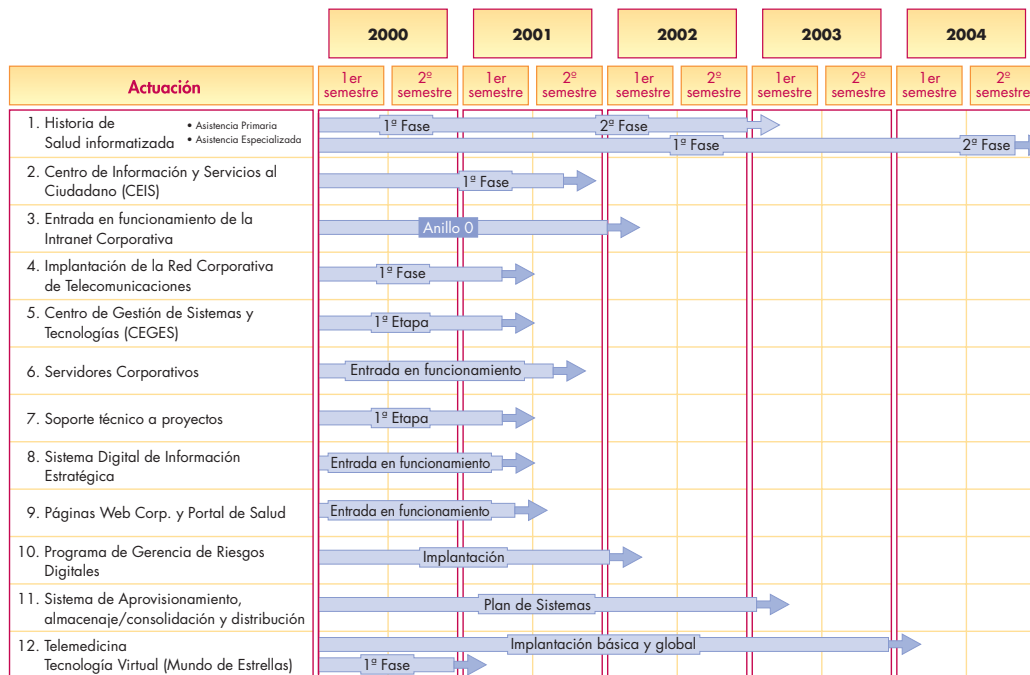 2000 2001 2002 2003 2004
Actuación
1er semestre 2º semestre 1er semestre 2º semestre 1er semestre 2º semestre 1er semestre 2º semestre 1er semestre 2º semestre
1. Historia de
Salud informatizada
• Asistencia Primaria
• Asistencia Especializada
1ª Fase 2ª Fase
1ª Fase 2ª Fase
2. Centro de Información y Servicios al
Ciudadano (CEIS)
1ª Fase
3. Entrada en funcionamiento de la
Intranet Corporativa
Anillo 0
4. Implantación de la Red Corporativa
de Telecomunicaciones
1ª Fase
5. Centro de Gestión de Sistemas y
Tecnologías (CEGES)
1ª Etapa
6. Servidores Corporativos
Entrada en funcionamiento
7. Soporte técnico a proyectos
1ª Etapa
8. Sistema Digital de Información
Estratégica
Entrada en funcionamiento
9. Páginas Web Corp. y Portal de Salud
Entrada en funcionamiento
10. Programa de Gerencia de Riesgos
Digitales
Implantación
11. Sistema de Aprovisionamiento,
almacenaje/consolidación y distribución
Plan de Sistemas
12. Telemedicina
Tecnología Virtual (Mundo de Estrellas)
Implantación básica y global
1ª Fase